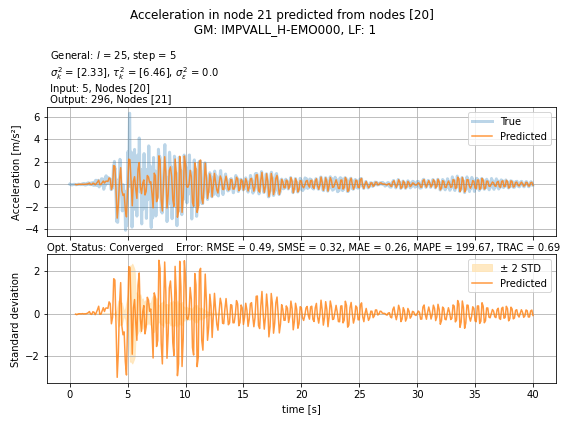 Acceleration in node 21 predicted from nodes [20]
GM: IMPVALL_H-EMO000, LF: 1
General: l = 25, step = 5
σ²ₖ = [2.33], τ²ₖ = [6.46], σ²ε = 0.0
Input: 5, Nodes [20]
Output: 296, Nodes [21]
Acceleration [m/s²]
6
4
2
0
−2
−4
True
Predicted
Opt. Status: Converged Error: RMSE = 0.49, SMSE = 0.32, MAE = 0.26, MAPE = 199.67, TRAC = 0.69
Standard deviation
2
0
−2
± 2 STD
Predicted
0 5 10 15 20 25 30 35 40
time [s]